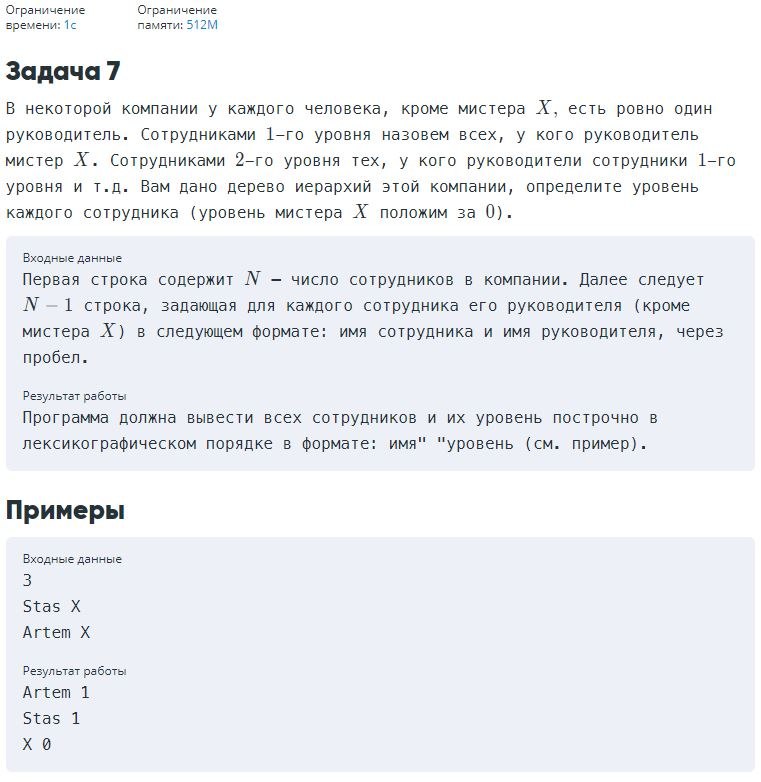 Ограничение
времени: 1с
Ограничение
памяти: 512M
Задача 7
В некоторой компании у каждого человека, кроме мистера X, есть ровно один
руководитель. Сотрудниками 1-го уровня назовем всех, у кого руководитель
мистер X. Сотрудниками 2-го уровня тех, у кого руководители сотрудники 1-го
уровня и т.д. Вам дано дерево иерархий этой компании, определите уровень
каждого сотрудника (уровень мистера X положим за 0).
Входные данные
Первая строка содержит N — число сотрудников в компании. Далее следует
N − 1 строка, задающая для каждого сотрудника его руководителя (кроме
мистера X) в следующем формате: имя сотрудника и имя руководителя, через
пробел.
Результат работы
Программа должна вывести всех сотрудников и их уровень построчно в
лексикографическом порядке в формате: имя" "уровень (см. пример).
Примеры
Входные данные
3
Stas X
Artem X
Результат работы
Artem 1
Stas 1
X 0